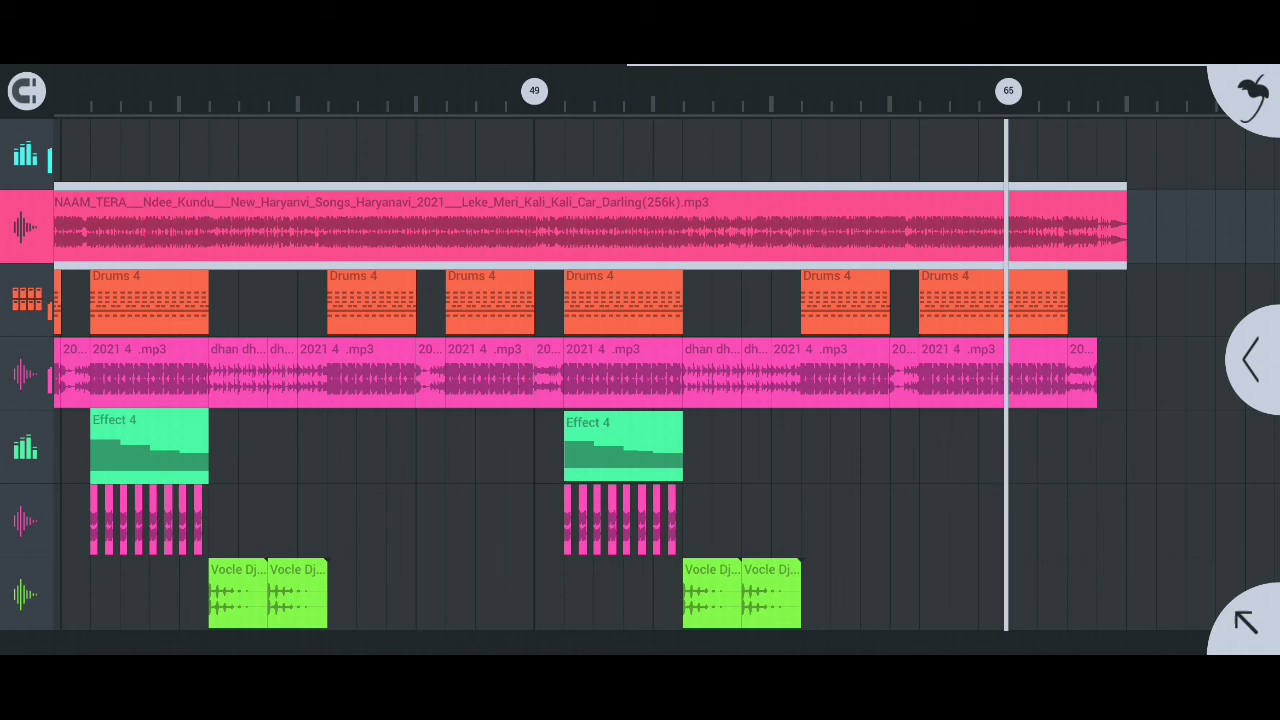 49
65
NAAM_TERA___Ndee_Kundu___New_Haryanvi_Songs_Haryanavi_2021___Leke_Meri_Kali_Kali_Car_Darling(256k).mp3
Drums 4 Drums 4 Drums 4 Drums 4 Drums 4 Drums 4
20... 2021 4 .mp3 dhan dh... dh... 2021 4 .mp3 20... 2021 4 .mp3 20... 2021 4 .mp3 dhan dh... dh... 2021 4 .mp3 20... 2021 4 .mp3 20...
Effect 4 Effect 4
Vocle Dj... Vocle Dj... Vocle Dj... Vocle Dj...